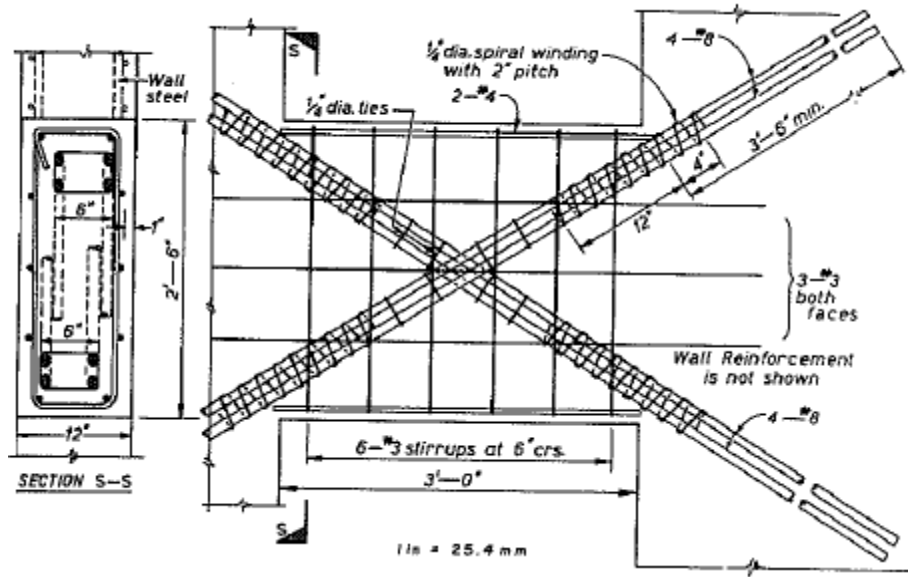 S
4—#8
¼" dia. spiral winding
with 2" pitch
2—#4
Wall
steel
¼" dia. ties
3'—6" min.
4"
12"
6"
1"
2'—6"
3—#3
both
faces
6"
Wall Reinforcement
is not shown
4—#8
12"
6—#3 stirrups at 6" crs.
SECTION S—S
3'—0"
S
1in = 25.4 mm